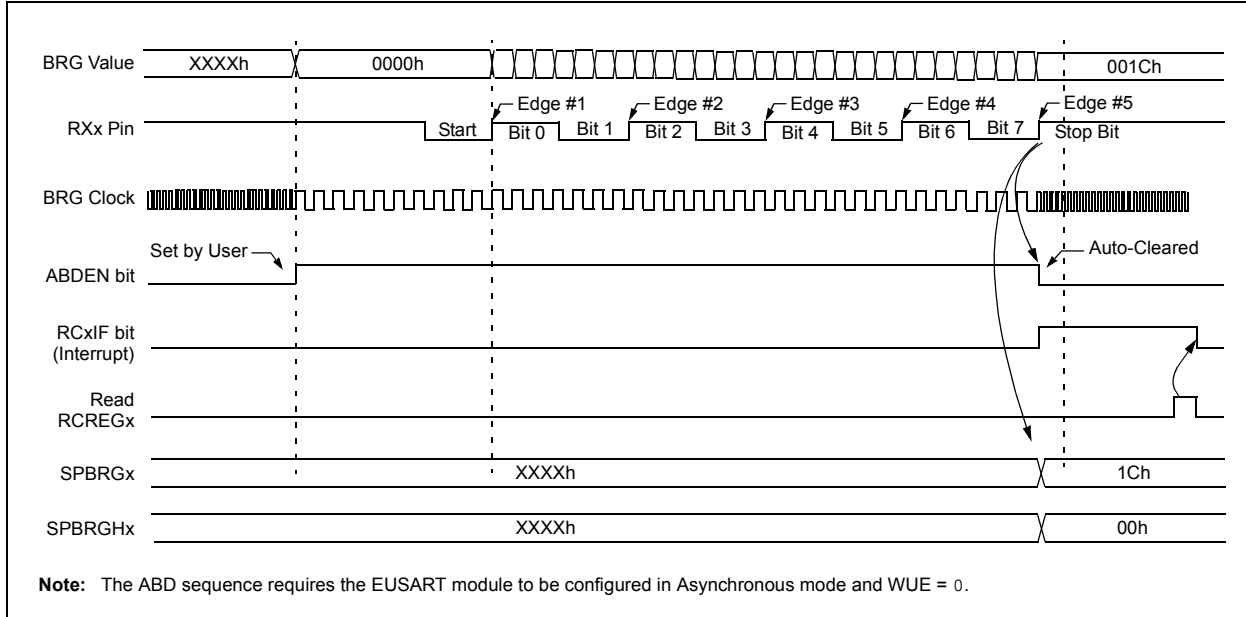 BRG Value XXXXh 0000h 001Ch
Edge #1 Edge #2 Edge #3 Edge #4 Edge #5
RXx Pin Start Bit 0 Bit 1 Bit 2 Bit 3 Bit 4 Bit 5 Bit 6 Bit 7 Stop Bit
BRG Clock
Set by User Auto-Cleared
ABDEN bit
RCxIF bit
(Interrupt)
Read
RCREGx
SPBRGx XXXXh 1Ch
SPBRGHx XXXXh 00h
Note: The ABD sequence requires the EUSART module to be configured in Asynchronous mode and WUE = 0.